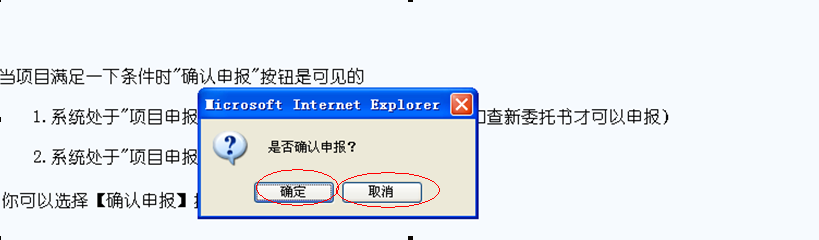 当项目满足一下条件时"确认申报"按钮是可见的
Microsoft Internet Explorer
1.系统处于"项目申报
查新委托书才可以申报)
是否确认申报?
2.系统处于"项目申报
确定
取消
你可以选择【确认申报】